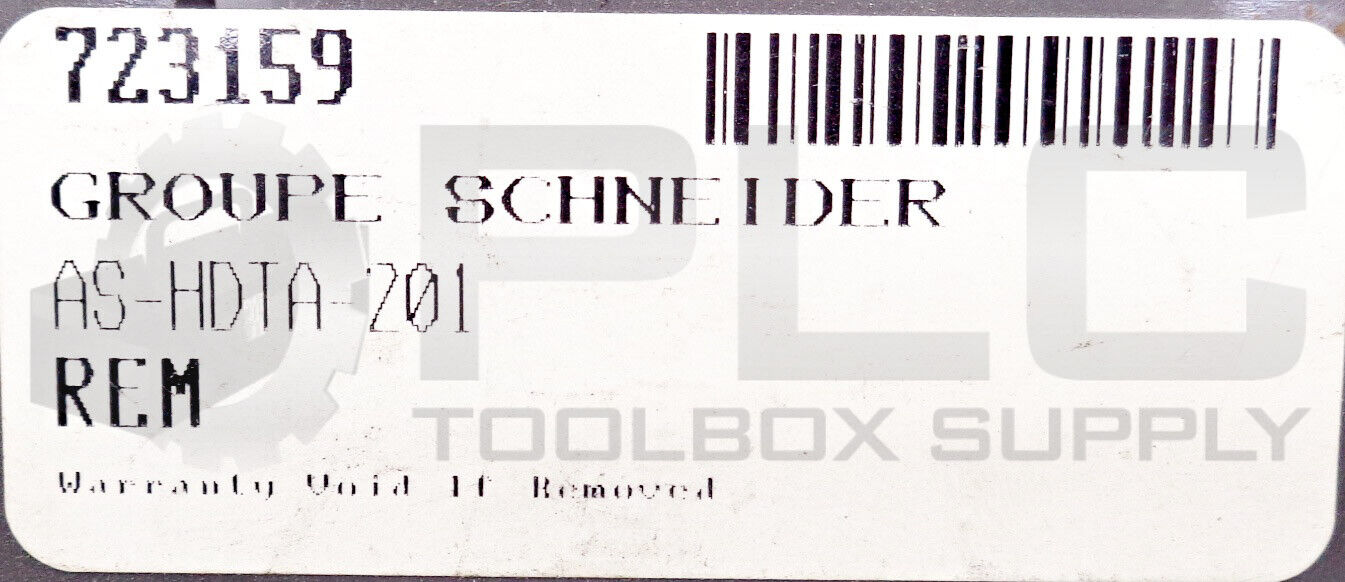 723159
GROUPE SCHNEIDER
AS-HDTA-201
REM
Warranty Void If Removed
PLC
TOOLBOX SUPPLY